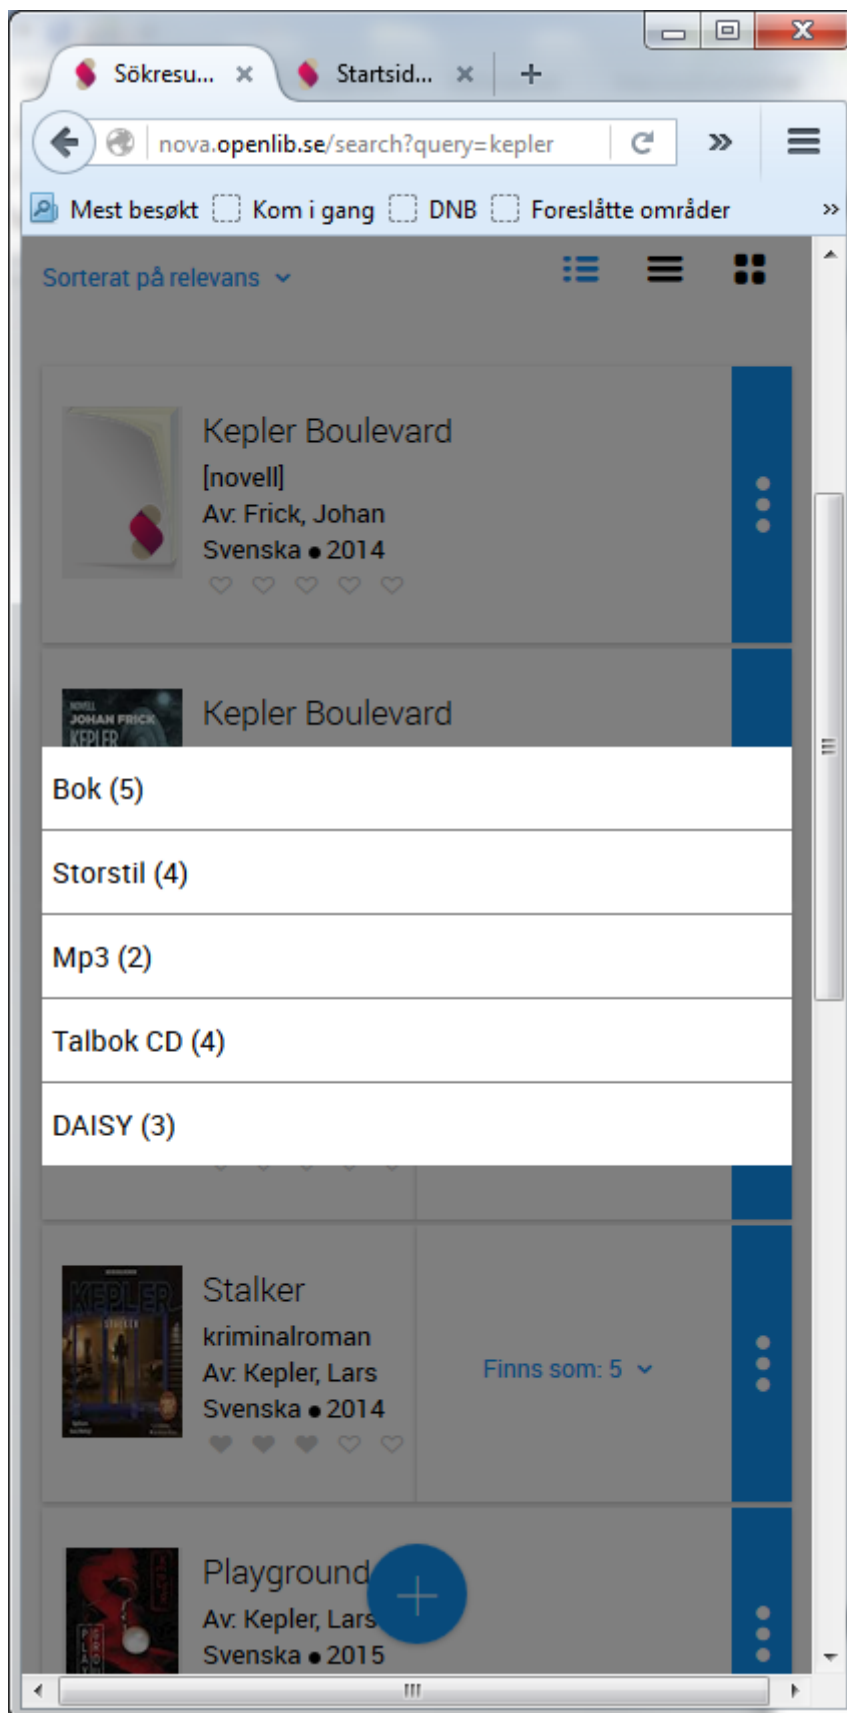 Sökresu...
Startsid...
nova.openlib.se/search?query=kepler
Mest besøkt
Kom i gang
DNB
Foreslåtte områder
Sorterat på relevans
Kepler Boulevard
[novell]
Av: Frick, Johan
Svenska ● 2014
NOVELL
JOHAN FRICK
KEPLER
Kepler Boulevard
Bok (5)
Storstil (4)
Mp3 (2)
Talbok CD (4)
DAISY (3)
KEPLER
STALKER
Stalker
kriminalroman
Av: Kepler, Lars
Svenska ● 2014
Finns som: 5
Playground
Av: Kepler, Lars
Svenska ● 2015